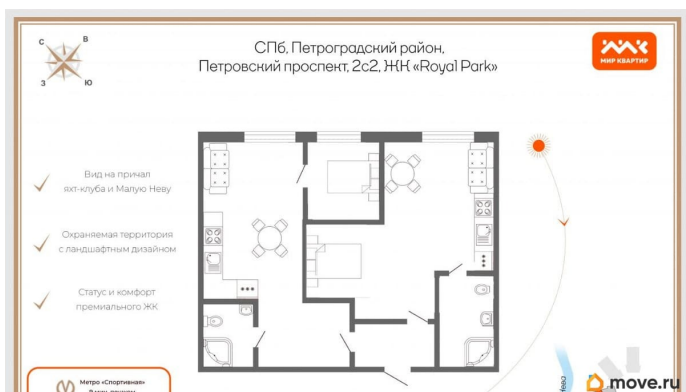 С
В
З
Ю
СПб, Петроградский район,
Петровский проспект, 2с2, ЖК «Royal Park»
МИР КВАРТИР
Вид на причал
яхт-клуба и Малую Неву
Охраняемая территория
с ландшафтным дизайном
Статус и комфорт
премиального ЖК
Метро «Спортивная»
move.ru